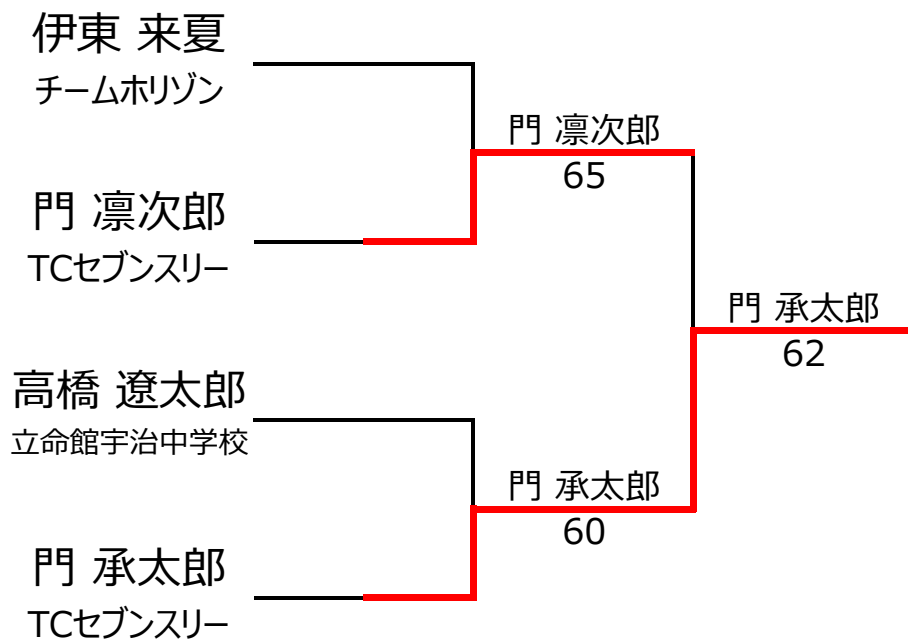 伊東 来夏
チームホリゾン
門 凛次郎
65
門 凛次郎
TCセブンスリー
門 承太郎
62
高橋 遼太郎
立命館宇治中学校
門 承太郎
60
門 承太郎
TCセブンスリー